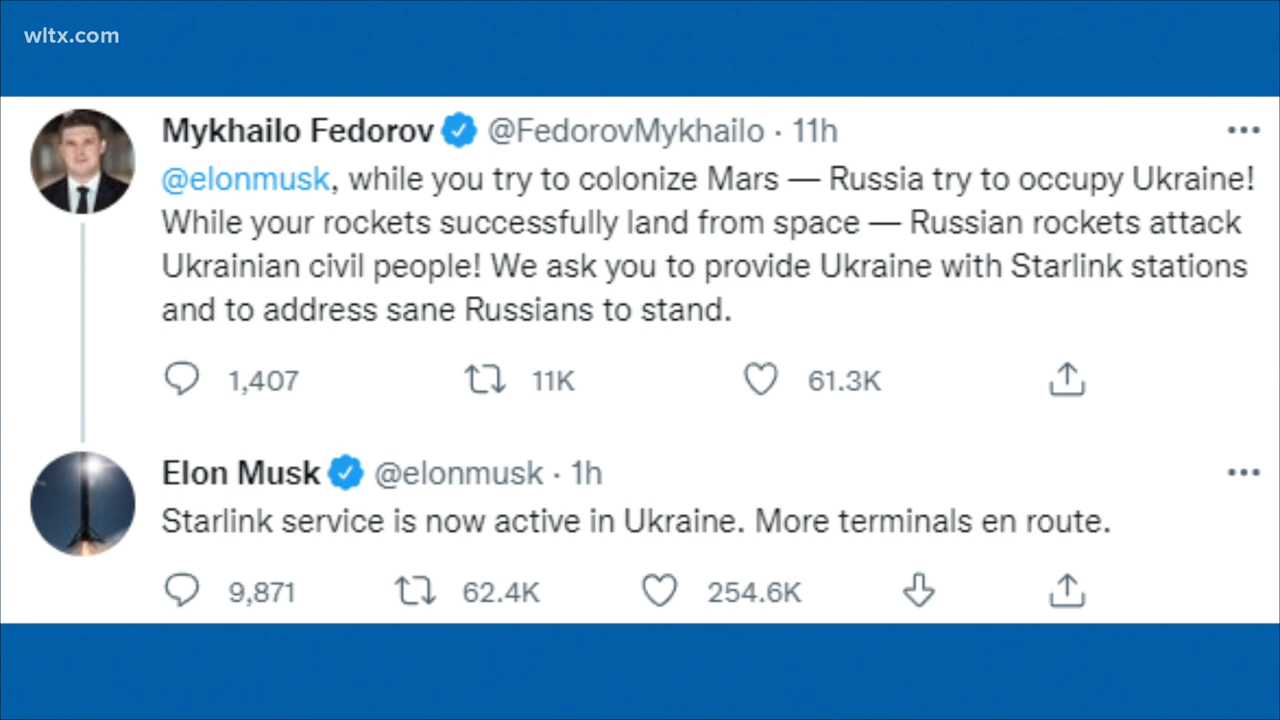 wltx.com
Mykhailo Fedorov @FedorovMykhailo · 11h
@elonmusk, while you try to colonize Mars — Russia try to occupy Ukraine!
While your rockets successfully land from space — Russian rockets attack
Ukrainian civil people! We ask you to provide Ukraine with Starlink stations
and to address sane Russians to stand.
1,407 11K 61.3K
Elon Musk @elonmusk · 1h
Starlink service is now active in Ukraine. More terminals en route.
9,871 62.4K 254.6K